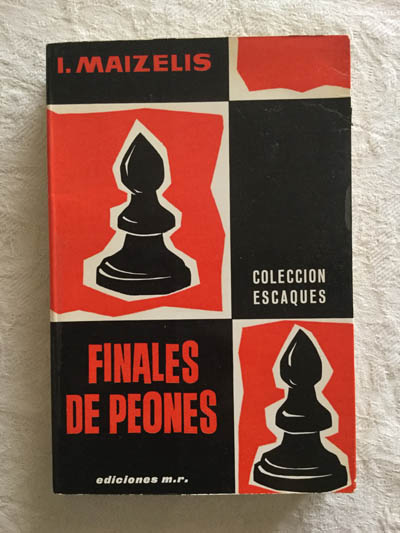 I. MAIZELIS
COLECCION
ESCAQUES
FINALES
DE PEONES
ediciones m.r.